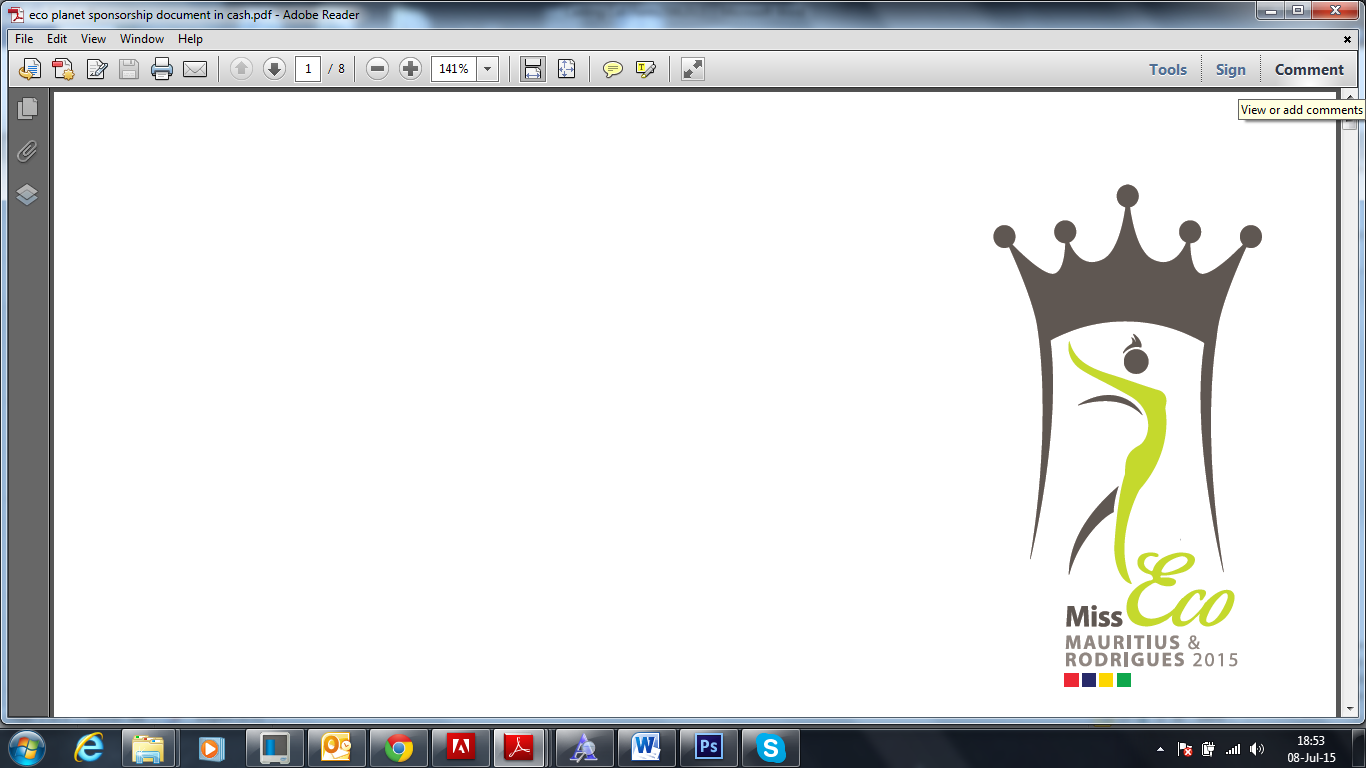 eco planet sponsorship document in cash.pdf - Adobe Reader
File Edit View Window Help
1 / 8 141% Tools Sign Comment
View or add comments
Miss Eco
MAURITIUS &
RODRIGUES 2015
18:53
08-Jul-15